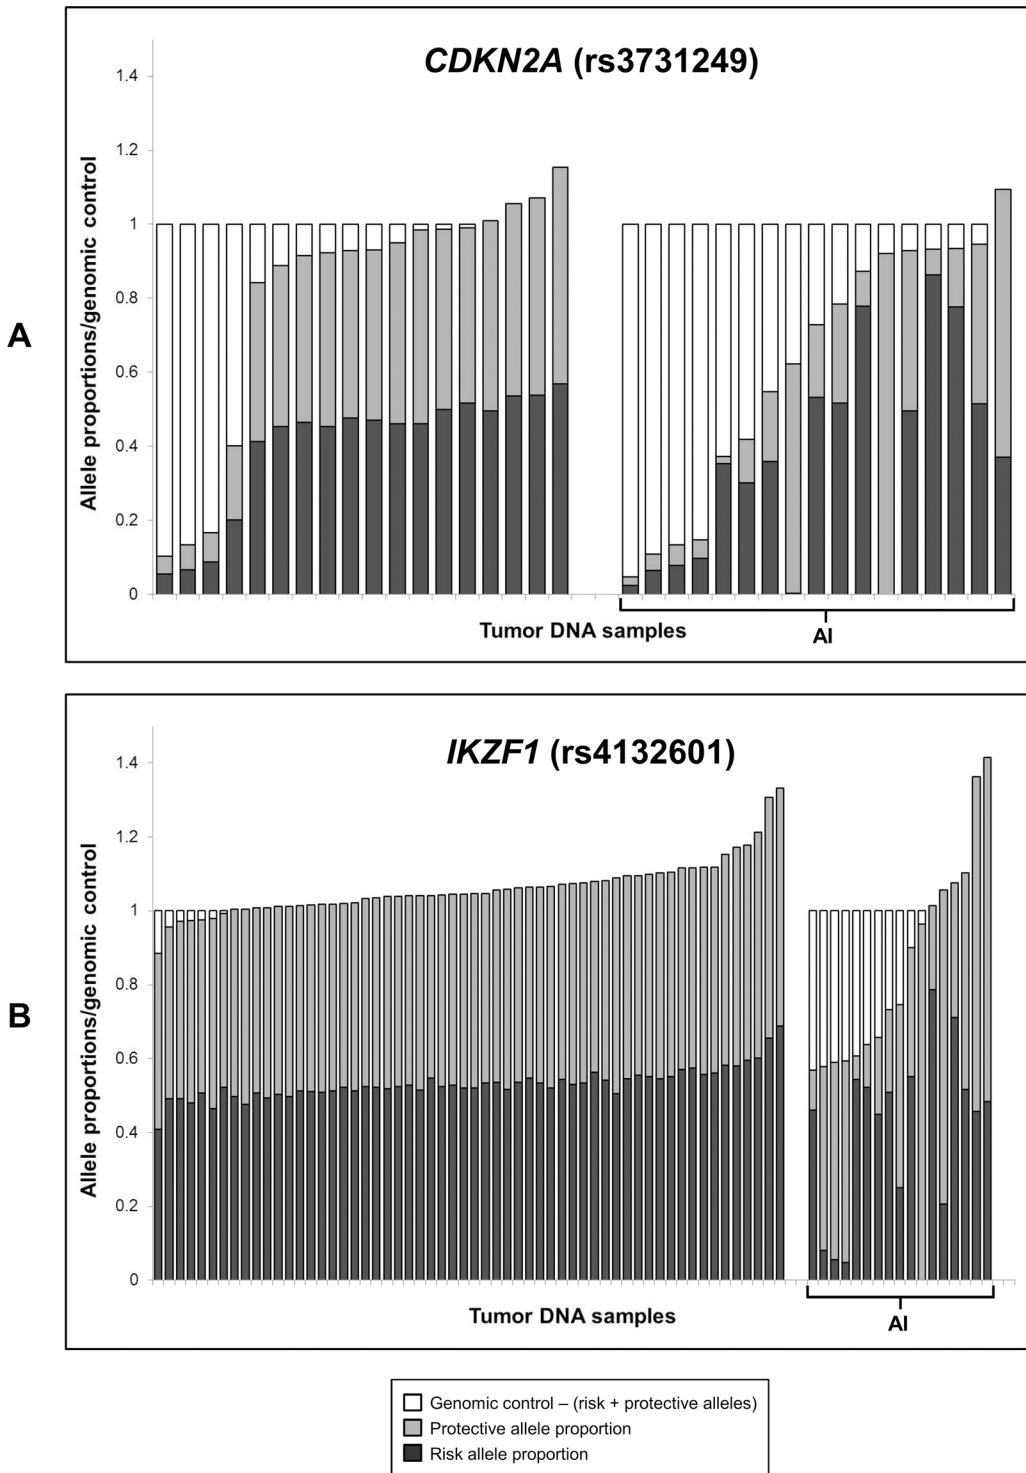 CDKN2A (rs3731249)
A
Allele proportions/genomic control
1.4
1.2
1
0.8
0.6
0.4
0.2
0
Tumor DNA samples
AI
IKZF1 (rs4132601)
B
Allele proportions/genomic control
1.4
1.2
1
0.8
0.6
0.4
0.2
0
Tumor DNA samples
AI
Genomic control – (risk + protective alleles)
Protective allele proportion
Risk allele proportion